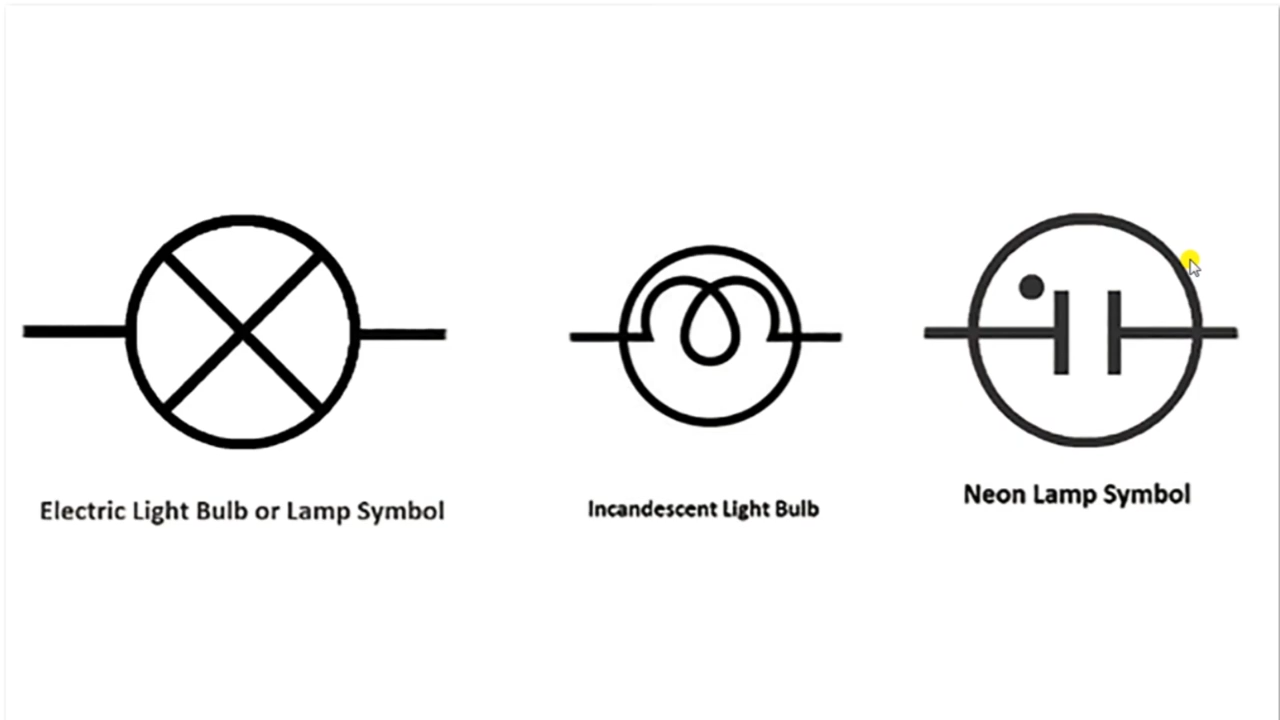 Electric Light Bulb or Lamp Symbol
Incandescent Light Bulb
Neon Lamp Symbol